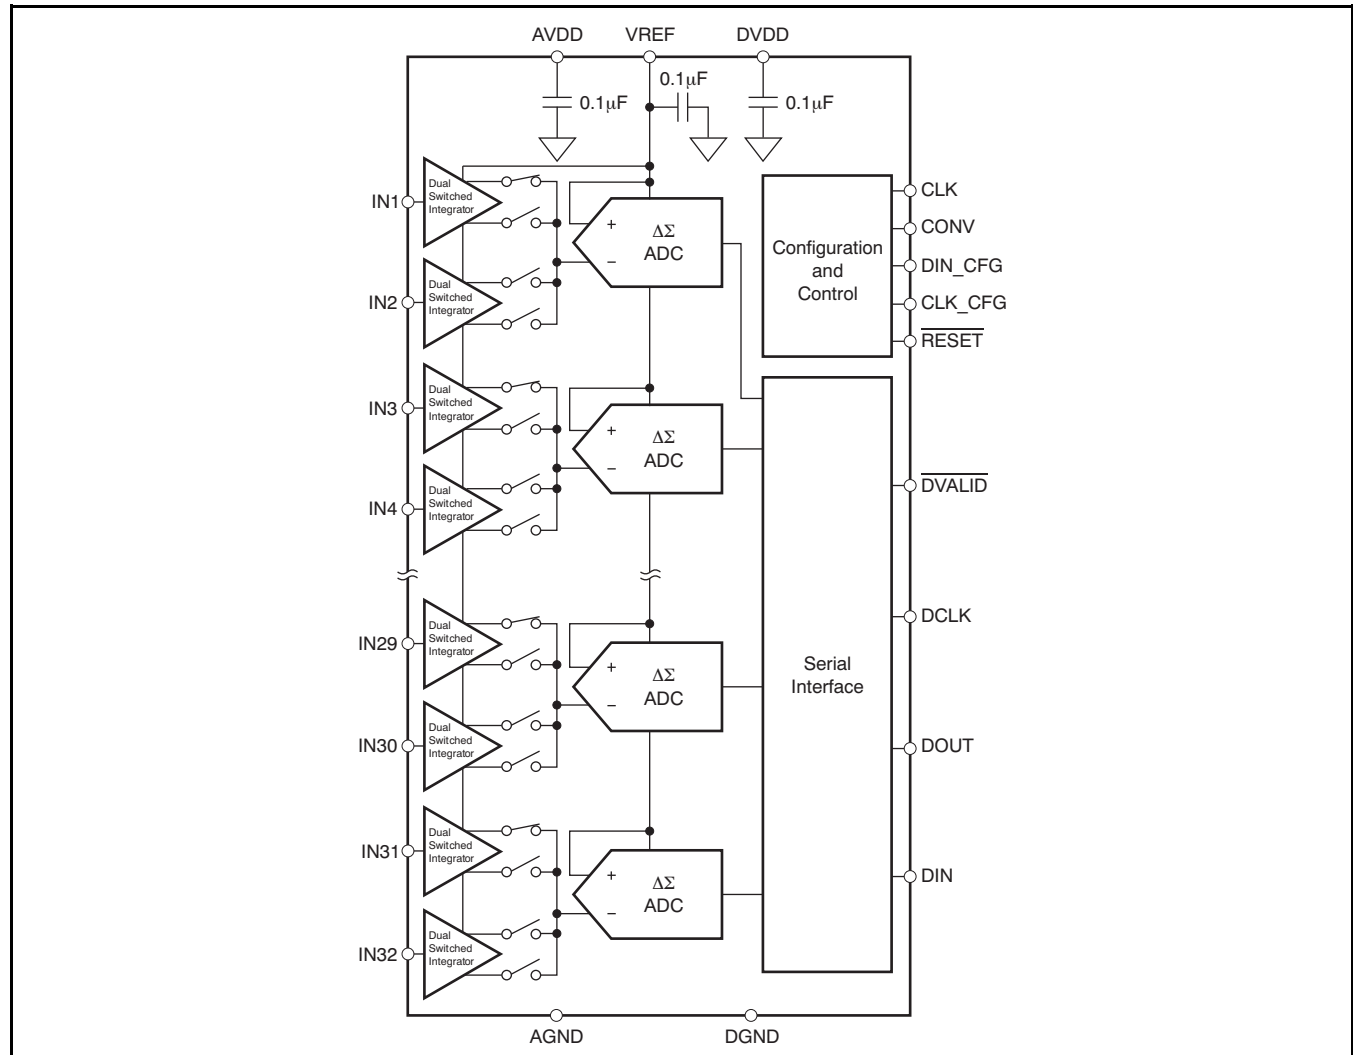 AVDD VREF DVDD
0.1µF
0.1µF 0.1µF
Dual
Switched
Integrator
IN1
+
−
ΔΣ
ADC
Dual
Switched
Integrator
IN2
Configuration
and
Control
CLK
CONV
DIN_CFG
CLK_CFG
RESET
Dual
Switched
Integrator
IN3
+
−
ΔΣ
ADC
Dual
Switched
Integrator
IN4
DVALID
Dual
Switched
Integrator
IN29
+
−
ΔΣ
ADC
Dual
Switched
Integrator
IN30
Serial
Interface
DCLK
DOUT
DIN
Dual
Switched
Integrator
IN31
+
−
ΔΣ
ADC
Dual
Switched
Integrator
IN32
AGND DGND